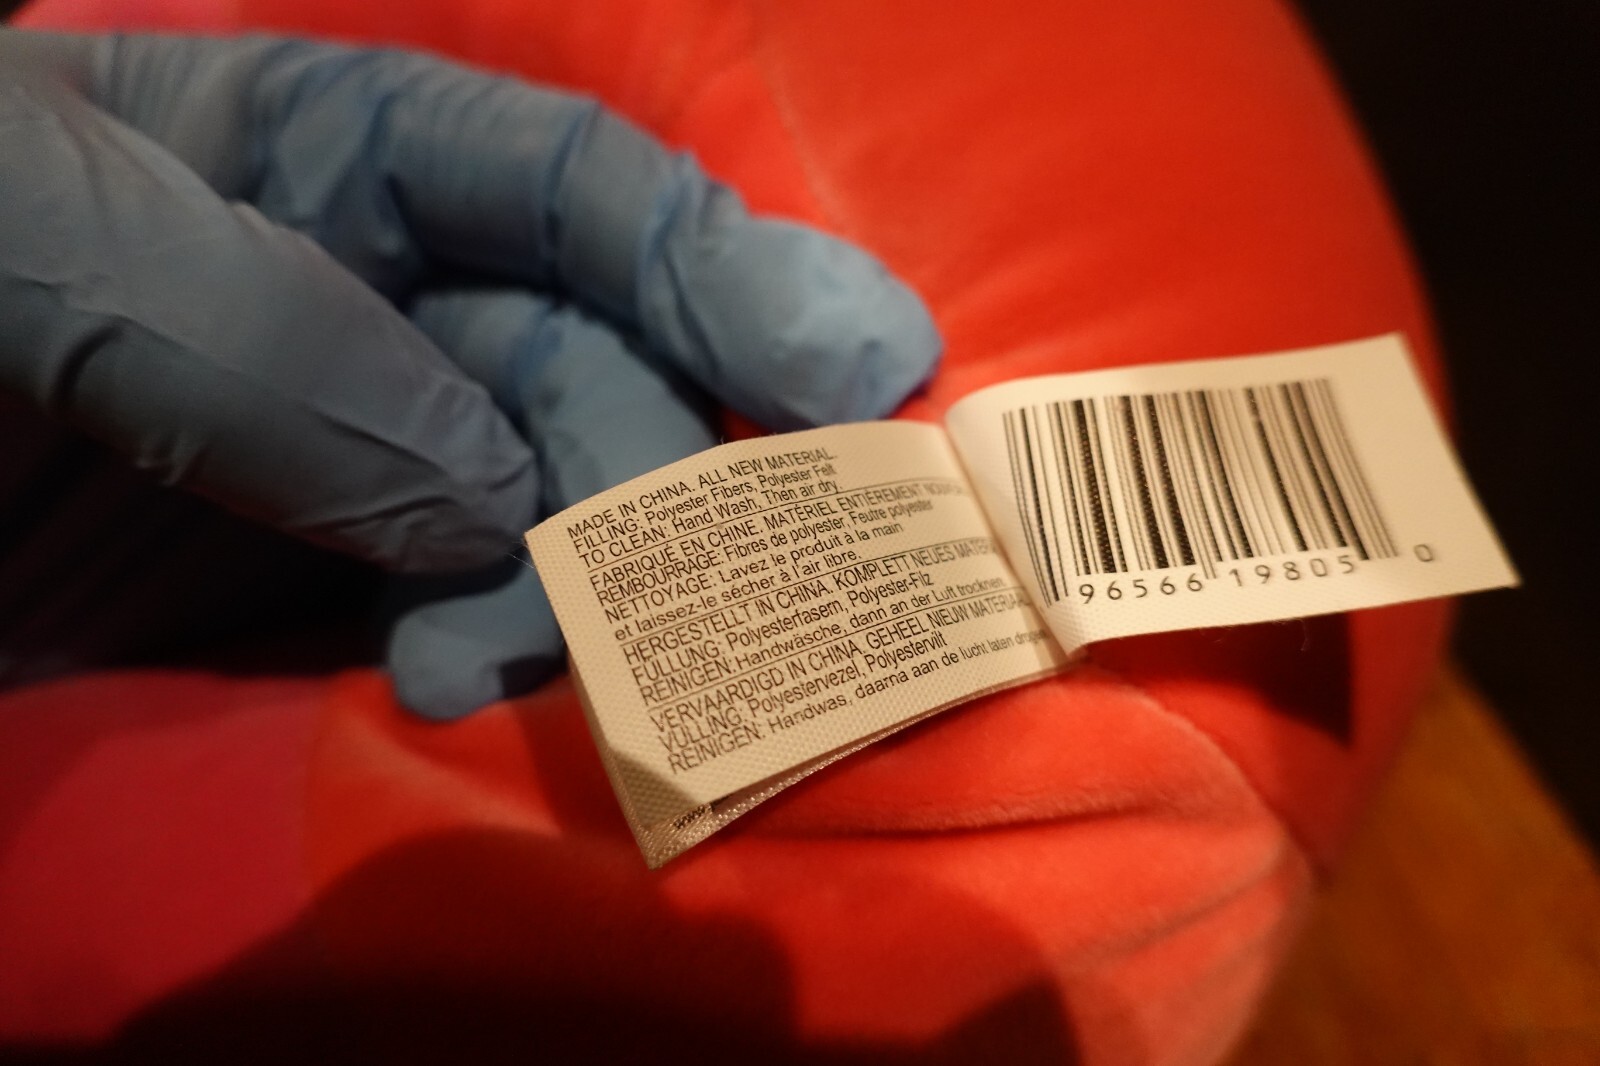 MADE IN CHINA. ALL NEW MATERIAL.
FILLING: Polyester Fibers, Polyester Felt
TO CLEAN: Hand Wash, Then air dry.
FABRIQUÉ EN CHINE. MATÉRIEL ENTIÈREMENT
REMBOURRAGE: Fibres de polyester, Feutre polyester
NETTOYAGE: Lavez le produit à la main
et laissez-le sécher à l'air libre.
HERGESTELLT IN CHINA. KOMPLETT NEUES
FÜLLUNG: Polyesterfasern, Polyester-Filz
REINIGEN: Handwäsche, dann an der Luft trocknen.
VERVAARDIGD IN CHINA. GEHEEL NIEUW
VULLING: Polyestervezel, Polyestervilt
REINIGEN: Handwas, daarna aan de lucht laten
www
96566 19805 0